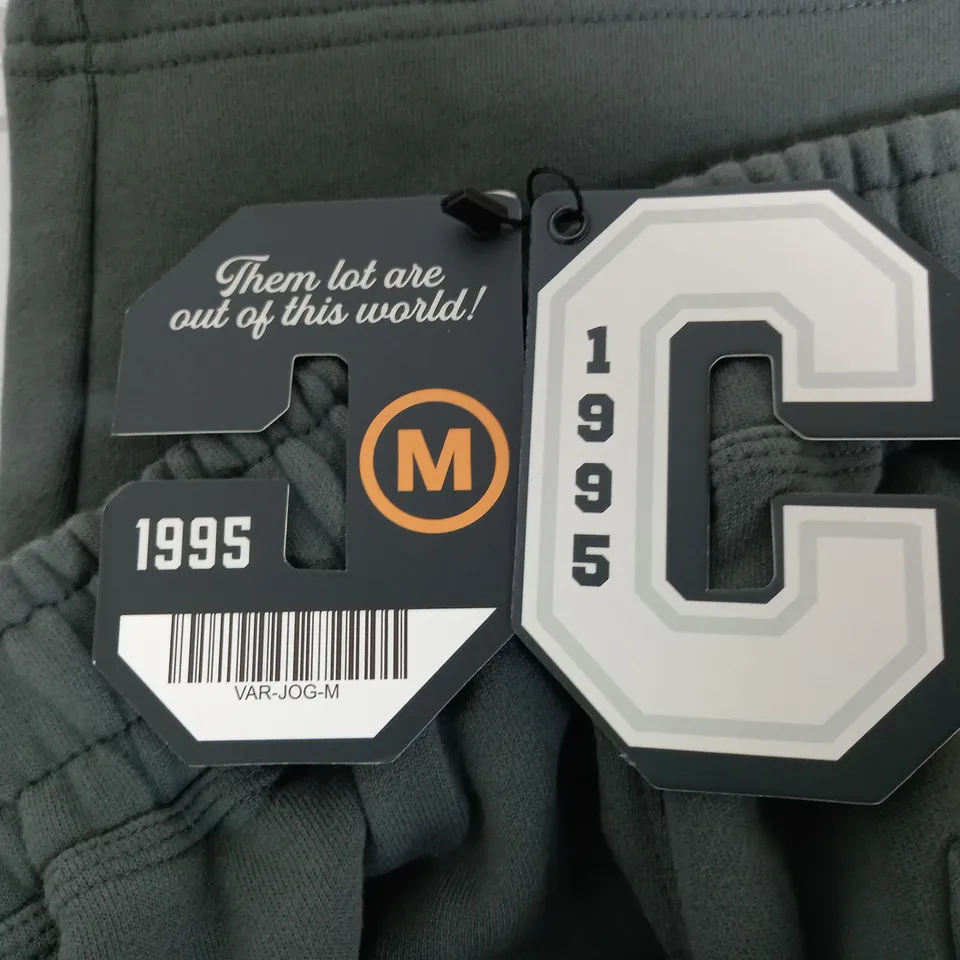 Them lot are
out of this world!
M
1995
VAR-JOG-M
C
1
9
9
5